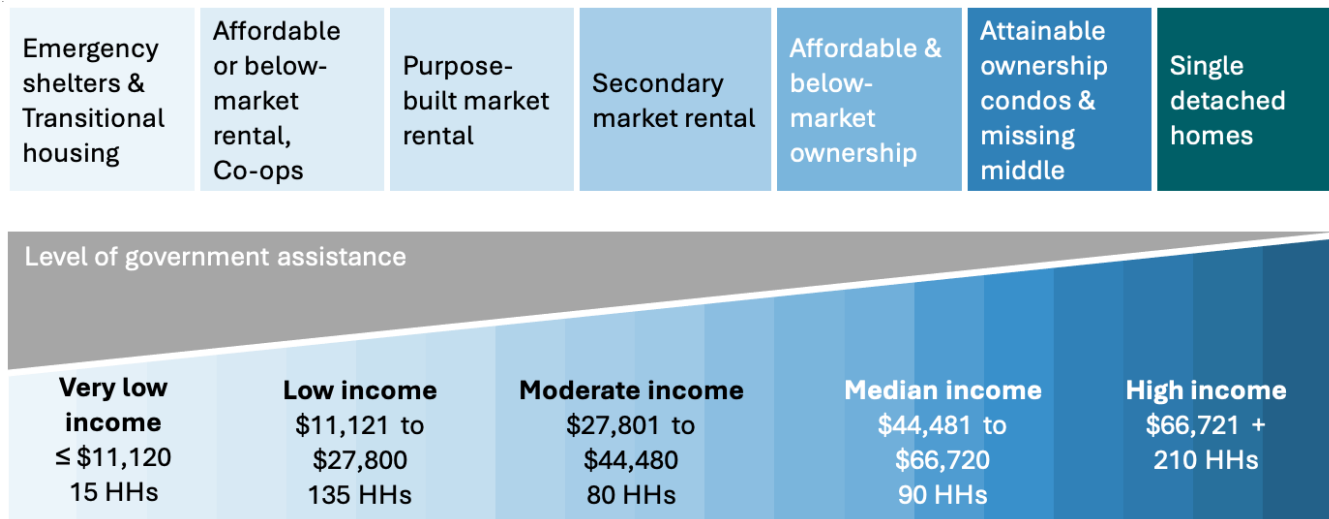 Emergency
shelters &
Transitional
housing
Affordable
or below-
market
rental,
Co-ops
Purpose-
built market
rental
Secondary
market rental
Affordable &
below-
market
ownership
Attainable
ownership
condos &
missing
middle
Single
detached
homes
Level of government assistance
Very low
income
≤ $11,120
15 HHs
Low income
$11,121 to
$27,800
135 HHs
Moderate income
$27,801 to
$44,480
80 HHs
Median income
$44,481 to
$66,720
90 HHs
High income
$66,721 +
210 HHs